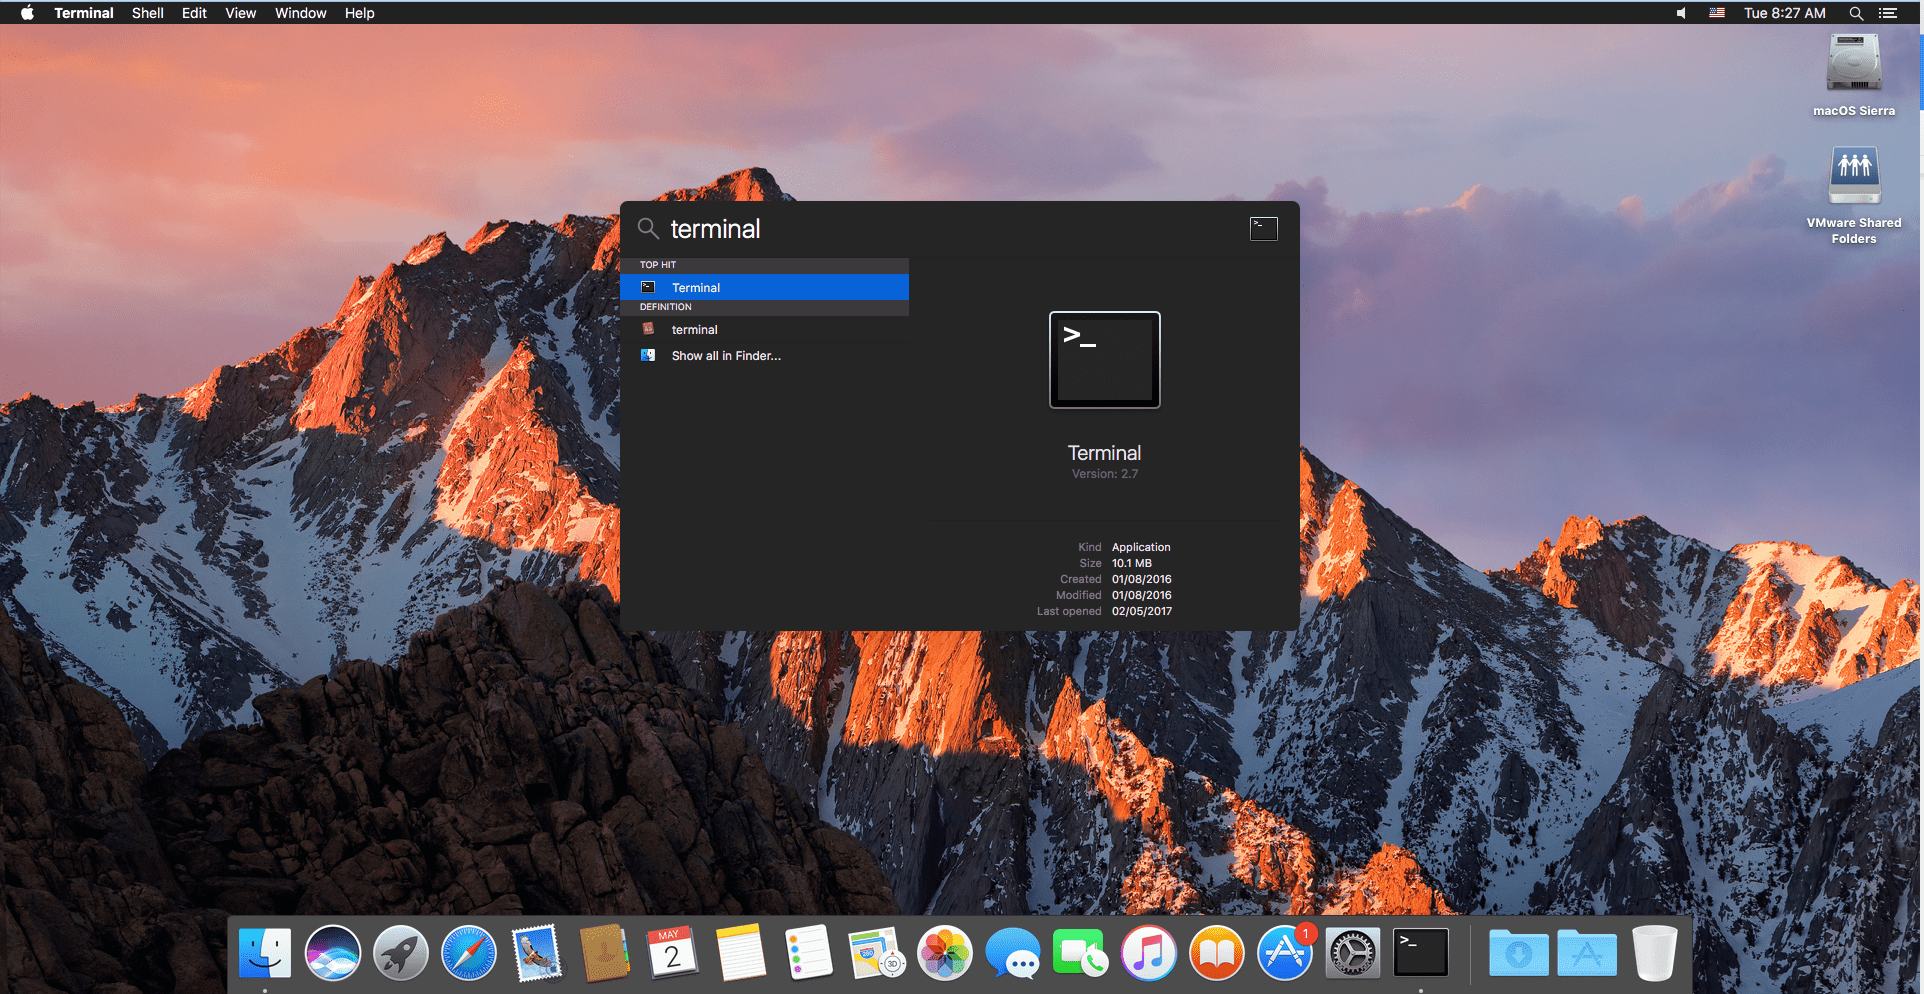 Terminal Shell Edit View Window Help Tue 8:27 AM
macOS Sierra
VMware Shared
Folders
terminal
TOP HIT
Terminal
DEFINITION
terminal
Show all in Finder...
>_
Terminal
Version: 2.7
Kind Application
Size 10.1 MB
Created 01/08/2016
Modified 01/08/2016
Last opened 02/05/2017
MAY
2
280
3D
1
>_